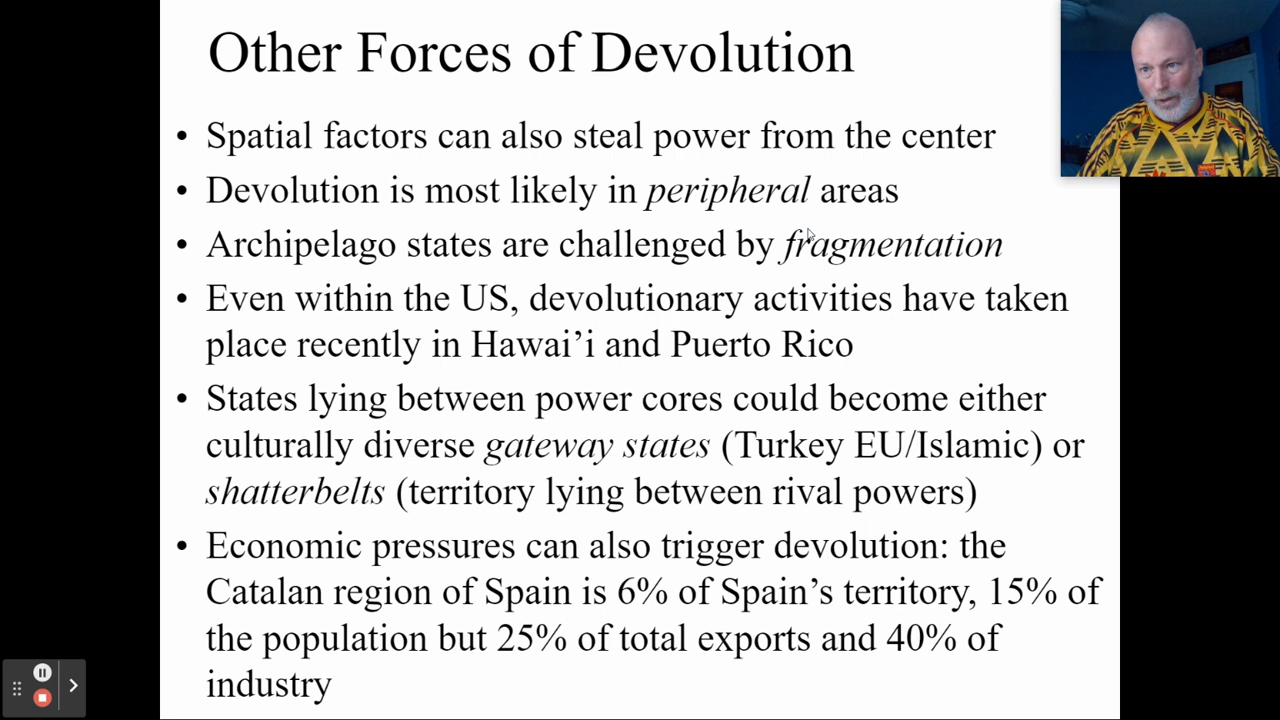 Other Forces of Devolution
• Spatial factors can also steal power from the center
• Devolution is most likely in peripheral areas
• Archipelago states are challenged by fragmentation
• Even within the US, devolutionary activities have taken
place recently in Hawai’i and Puerto Rico
• States lying between power cores could become either
culturally diverse gateway states (Turkey EU/Islamic) or
shatterbelts (territory lying between rival powers)
• Economic pressures can also trigger devolution: the
Catalan region of Spain is 6% of Spain’s territory, 15% of
the population but 25% of total exports and 40% of
industry